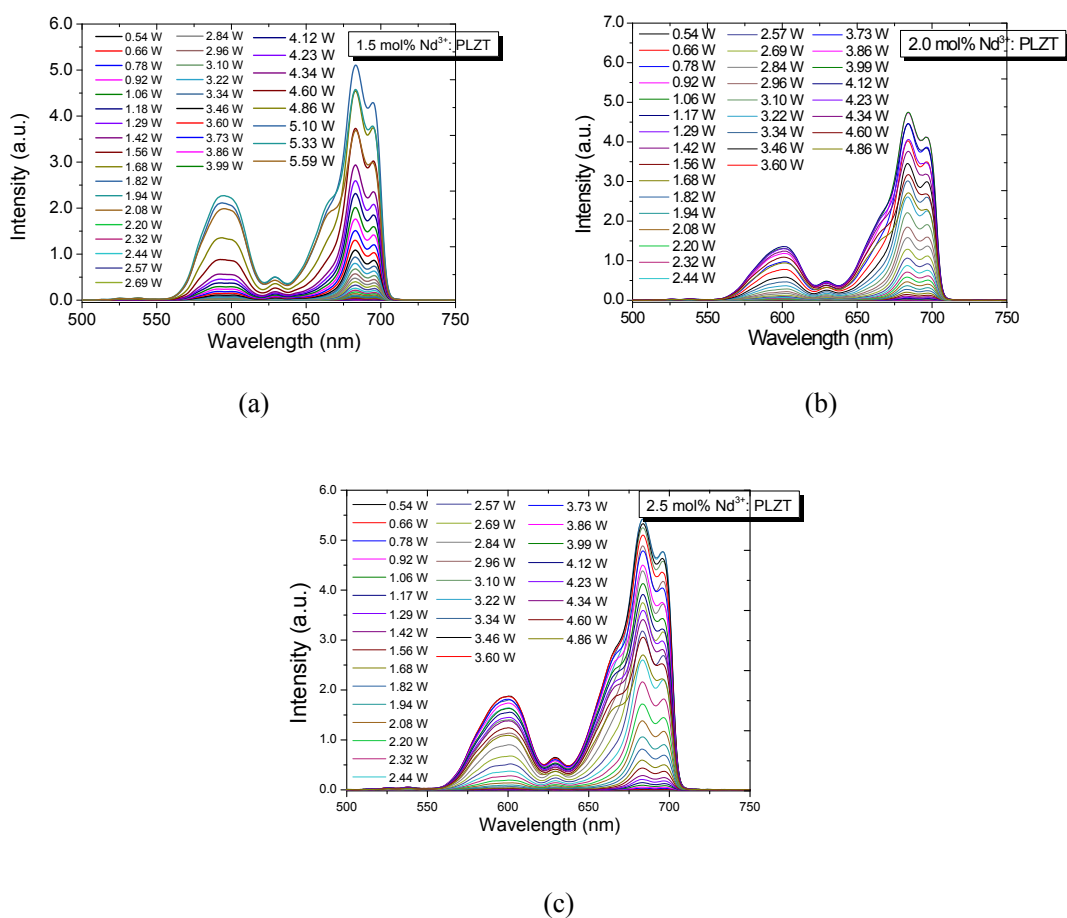 6.0
5.0
4.0
3.0
2.0
1.0
0.0
Intensity (a.u.)
0.54 W
0.66 W
0.78 W
0.92 W
1.06 W
1.18 W
1.29 W
1.42 W
1.56 W
1.68 W
1.82 W
1.94 W
2.08 W
2.20 W
2.32 W
2.44 W
2.57 W
2.69 W
2.84 W
2.96 W
3.10 W
3.22 W
3.34 W
3.46 W
3.60 W
3.73 W
3.86 W
3.99 W
4.12 W
4.23 W
4.34 W
4.60 W
4.86 W
5.10 W
5.33 W
5.59 W
1.5 mol% Nd³⁺: PLZT
500 550 600 650 700 750
Wavelength (nm)
(a)
7.0
6.0
5.0
4.0
3.0
2.0
1.0
0.0
Intensity (a.u.)
0.54 W
0.66 W
0.78 W
0.92 W
1.06 W
1.17 W
1.29 W
1.42 W
1.56 W
1.68 W
1.82 W
1.94 W
2.08 W
2.20 W
2.32 W
2.44 W
2.57 W
2.69 W
2.84 W
2.96 W
3.10 W
3.22 W
3.34 W
3.46 W
3.60 W
3.73 W
3.86 W
3.99 W
4.12 W
4.23 W
4.34 W
4.60 W
4.86 W
2.0 mol% Nd³⁺: PLZT
500 550 600 650 700 750
Wavelength (nm)
(b)
6.0
5.0
4.0
3.0
2.0
1.0
0.0
Intensity (a.u.)
0.54 W
0.66 W
0.78 W
0.92 W
1.06 W
1.17 W
1.29 W
1.42 W
1.56 W
1.68 W
1.82 W
1.94 W
2.08 W
2.20 W
2.32 W
2.44 W
2.57 W
2.69 W
2.84 W
2.96 W
3.10 W
3.22 W
3.34 W
3.46 W
3.60 W
3.73 W
3.86 W
3.99 W
4.12 W
4.23 W
4.34 W
4.60 W
4.86 W
2.5 mol% Nd³⁺: PLZT
500 550 600 650 700 750
Wavelength (nm)
(c)